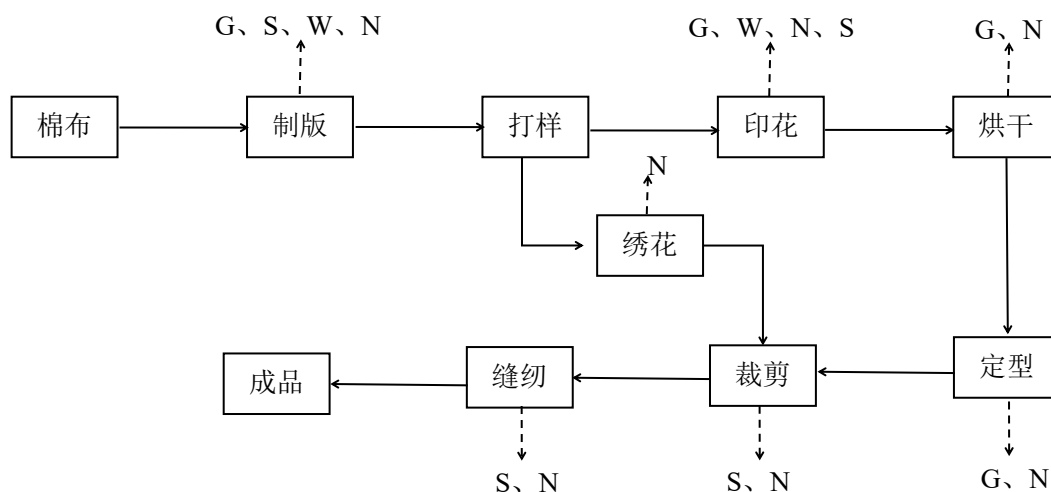 G、S、W、N
G、W、N、S
G、N
棉布
制版
打样
印花
烘干
N
绣花
成品
缝纫
裁剪
定型
S、N
S、N
G、N